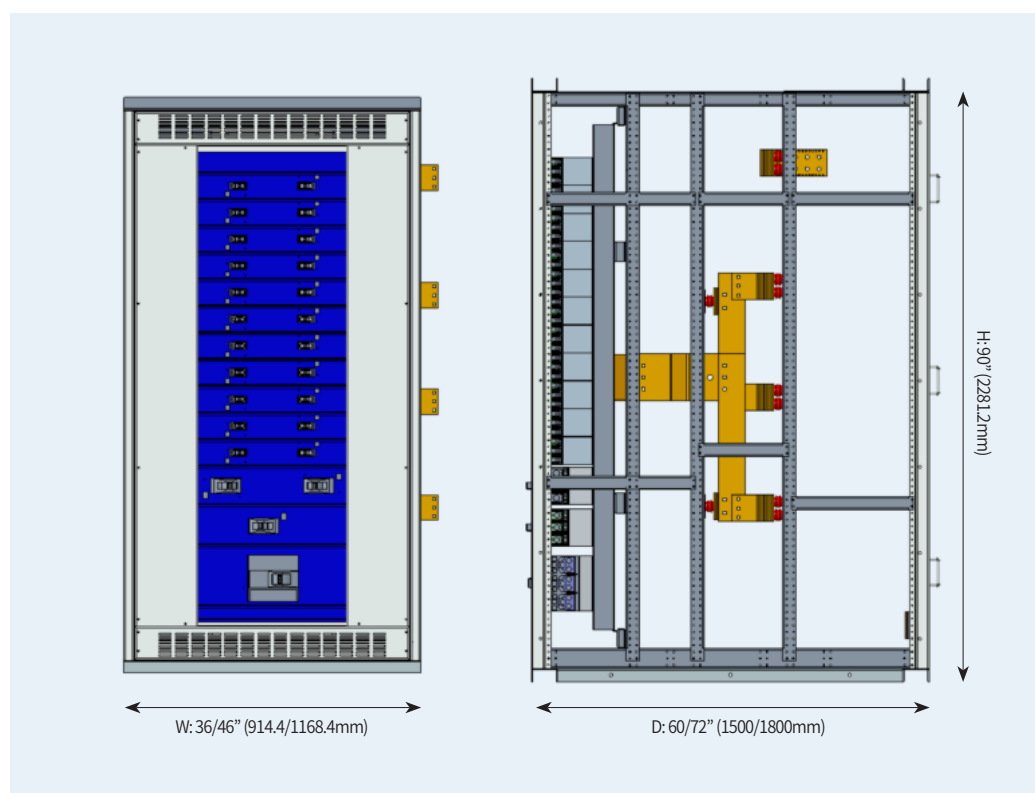 H: 90” (2281.2mm)
W: 36/46” (914.4/1168.4mm)
D: 60/72” (1500/1800mm)